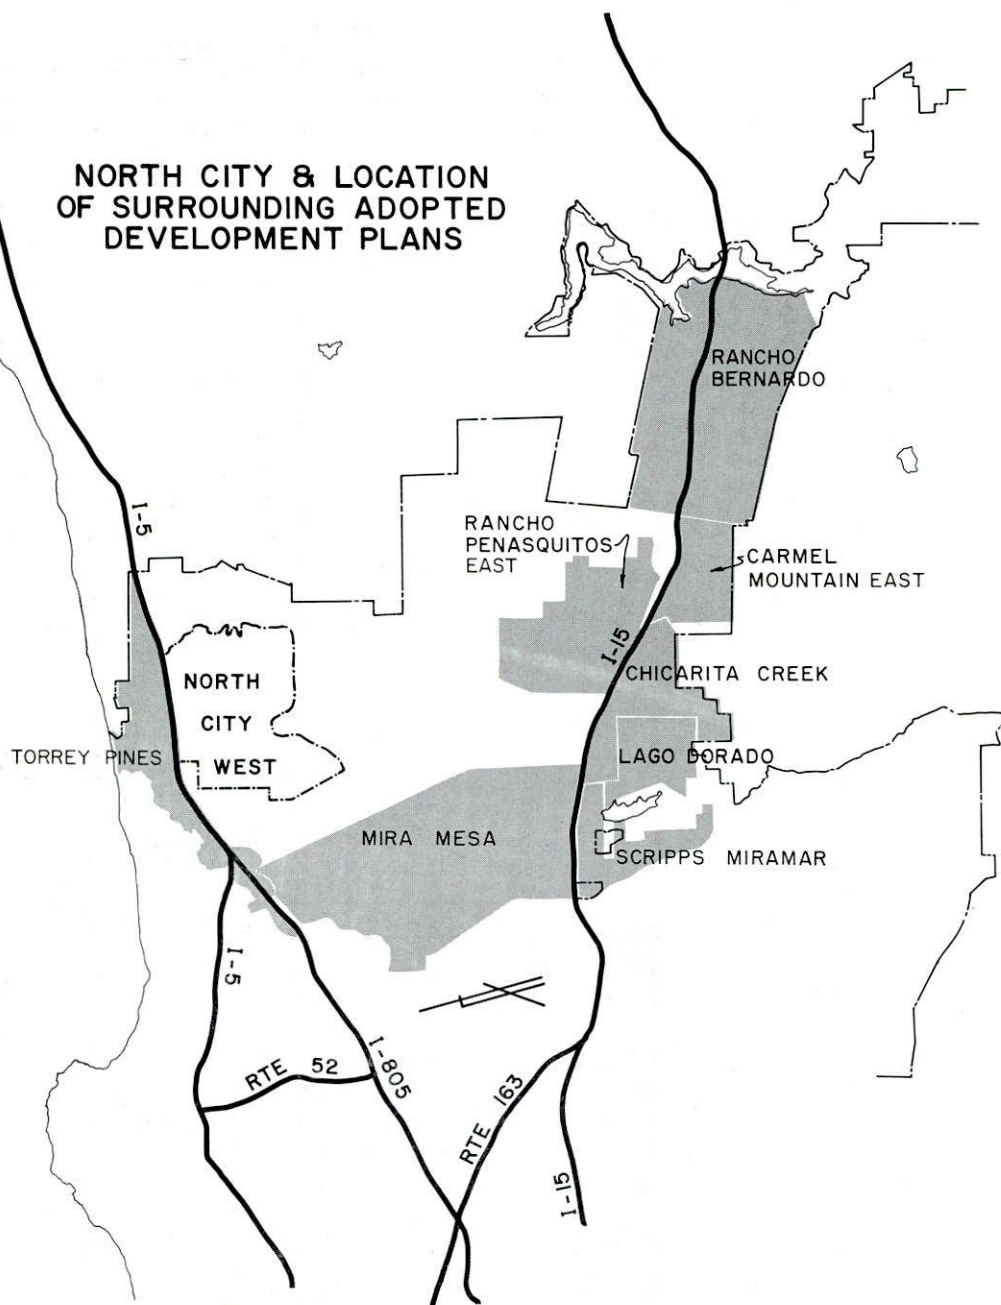 NORTH CITY & LOCATION
OF SURROUNDING ADOPTED
DEVELOPMENT PLANS
RANCHO
BERNARDO
I-5
RANCHO
PENASQUITOS
EAST
CARMEL
MOUNTAIN EAST
I-15
CHICARITA CREEK
NORTH
CITY
WEST
TORREY PINES
LAGO DORADO
MIRA MESA
SCRIPPS MIRAMAR
I-5
RTE 52
I-805
RTE 163
I-15